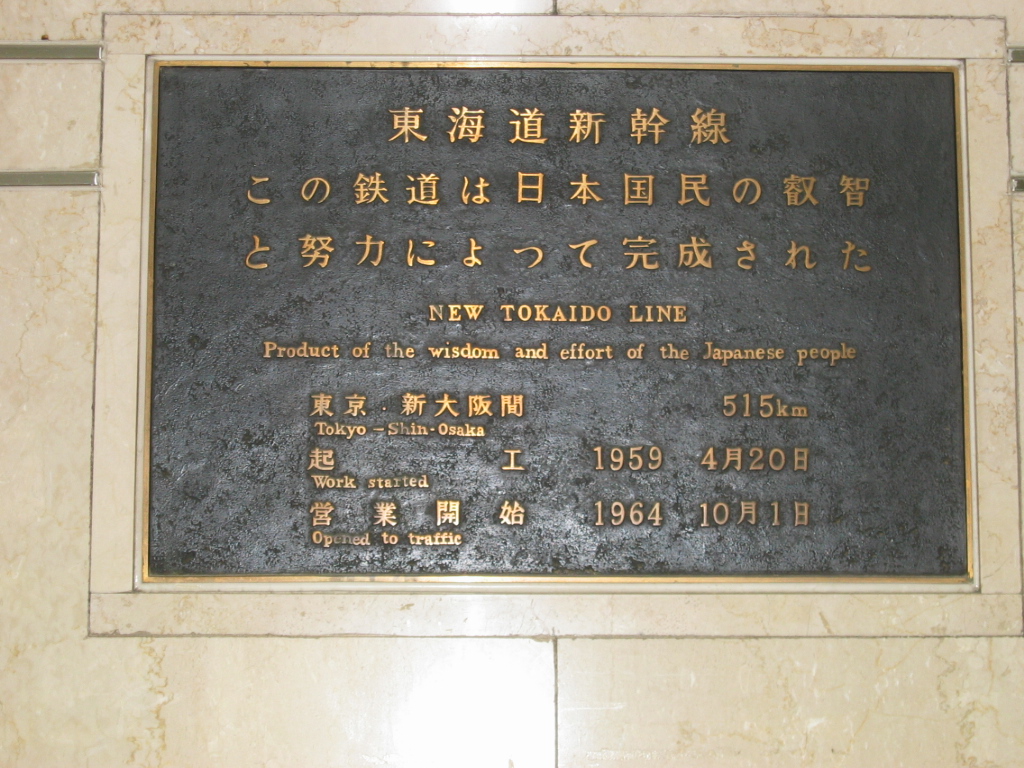 東海道新幹線
この鉄道は日本国民の叡智
と努力によつて完成された
NEW TOKAIDO LINE
Product of the wisdom and effort of the Japanese people
東京・新大阪間 515km
Tokyo – Shin-Osaka
起工 1959 4月20日
Work started
営業開始 1964 10月1日
Opened to traffic